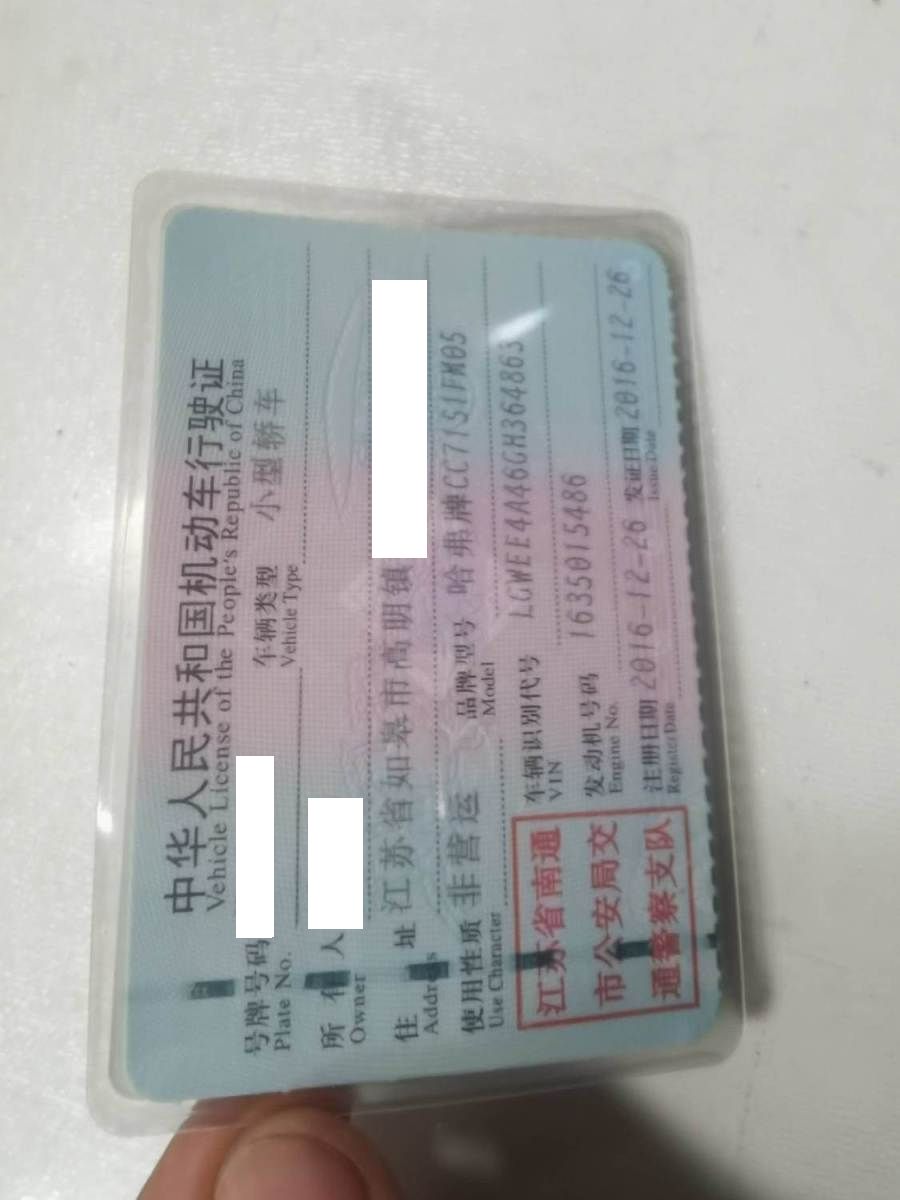 中华人民共和国机动车行驶证
Vehicle License of the People's Republic of China
号牌号码
Plate No.
车辆类型 小型轿车
Vehicle Type
所有人
Owner
住址 江苏省如皋市高明镇
Address
使用性质 非营运
Use Character
品牌型号 哈弗牌CC7151FM05
Model
车辆识别代号 LGWEE4A46GH364863
VIN
发动机号码 1635015486
Engine No.
注册日期 2016-12-26 发证日期 2016-12-26
Register Date Issue Date
江苏省南通
市公安局交
通警察支队